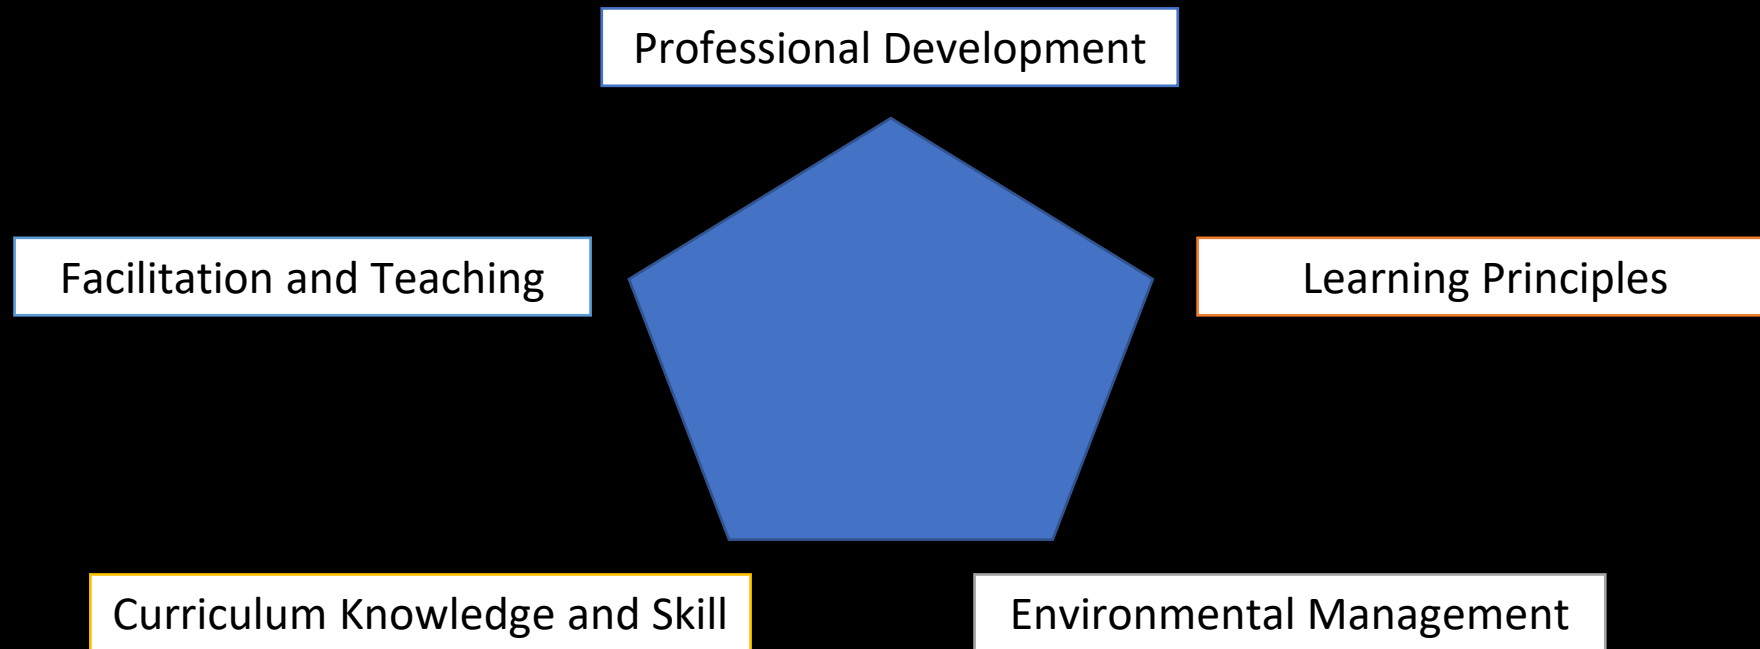 Professional Development
Facilitation and Teaching
Learning Principles
Curriculum Knowledge and Skill
Environmental Management